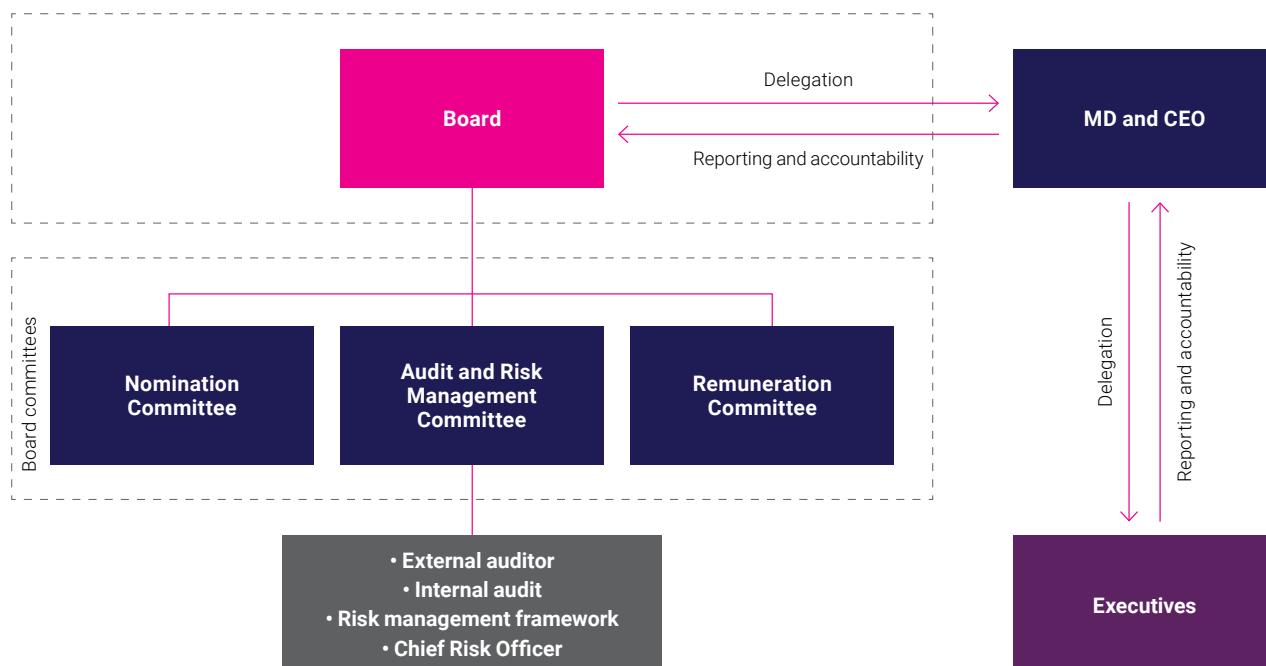 Board
Delegation
Reporting and accountability
MD and CEO
Board committees
Nomination
Committee
Audit and Risk
Management
Committee
Remuneration
Committee
Delegation
Reporting and accountability
• External auditor
• Internal audit
• Risk management framework
• Chief Risk Officer
Executives